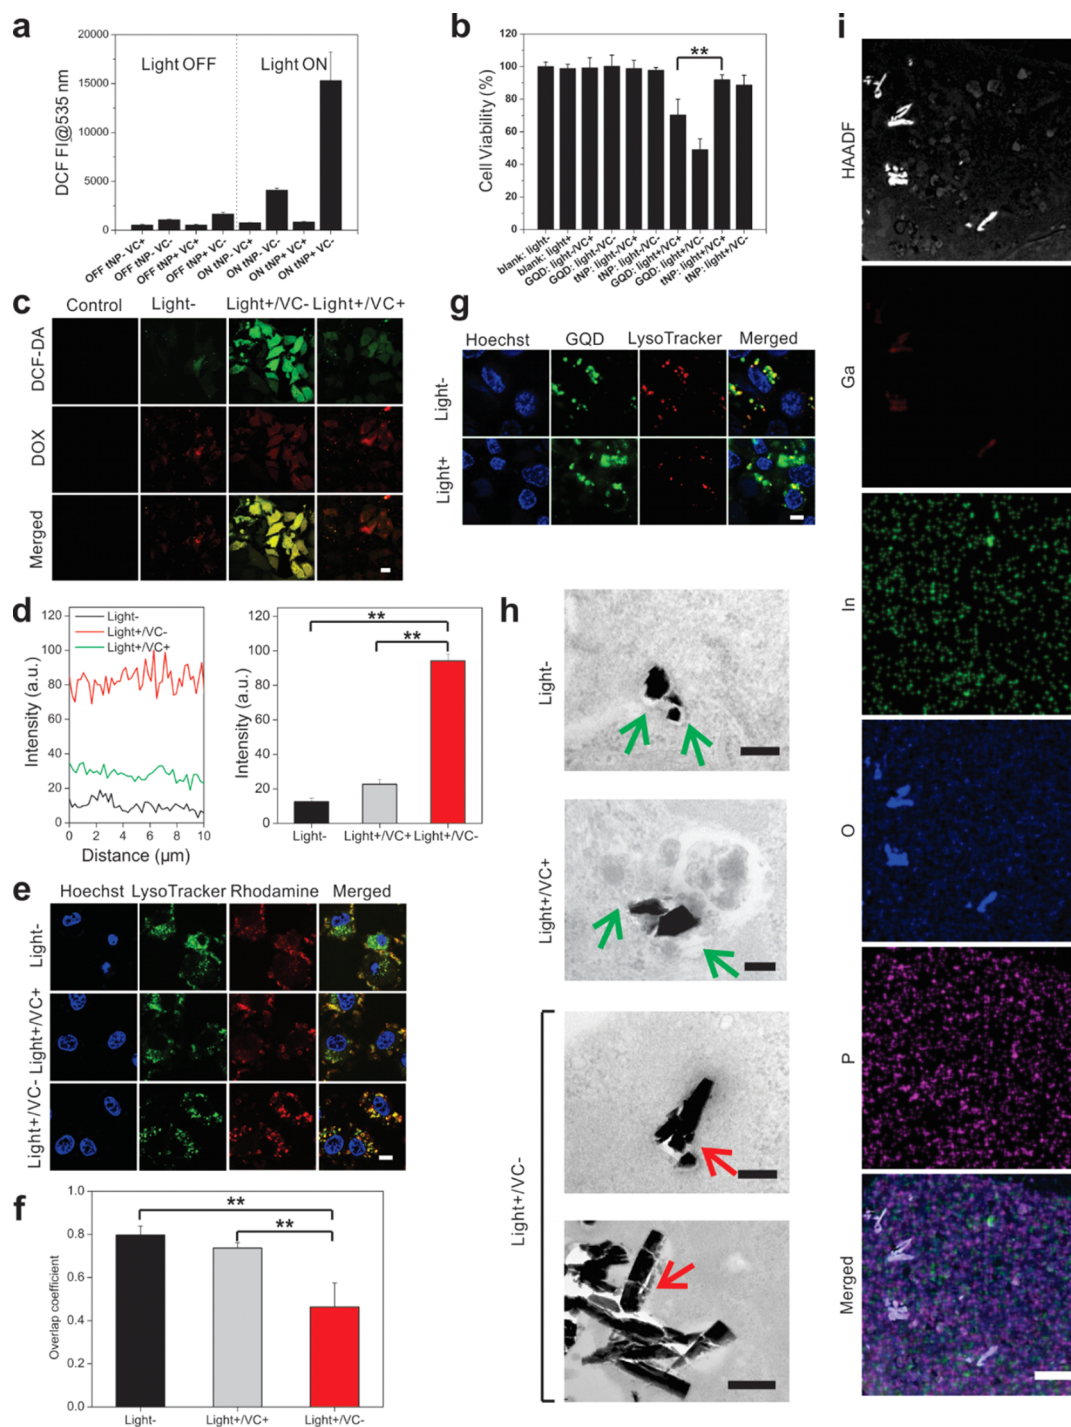 a
20000
15000
10000
5000
0
DCF FI@535 nm
Light OFF
Light ON
OFF tNP- VC+
OFF tNP- VC-
OFF tNP+ VC+
OFF tNP+ VC-
ON tNP- VC+
ON tNP- VC-
ON tNP+ VC+
ON tNP+ VC-
b
120
100
80
60
40
20
0
Cell Viability (%)
**
blank: light-
blank: light+
GQD: light-/VC+
GQD: light-/VC-
tNP: light-/VC+
tNP: light-/VC-
GQD: light+/VC+
GQD: light+/VC-
tNP: light+/VC+
tNP: light+/VC-
c
Control Light- Light+/VC- Light+/VC+
DCF-DA
DOX
Merged
d
120
100
80
60
40
20
0
Intensity (a.u.)
Light-
Light+/VC-
Light+/VC+
0 2 4 6 8 10
Distance (µm)
120
100
80
60
40
20
0
Intensity (a.u.)
**
**
Light- Light+/VC+ Light+/VC-
e
Hoechst LysoTracker Rhodamine Merged
Light-
Light+/VC+
Light+/VC-
f
1.0
0.8
0.6
0.4
0.2
0.0
Overlap coefficient
**
**
Light- Light+/VC+ Light+/VC-
g
Hoechst GQD LysoTracker Merged
Light-
Light+
h
Light-
Light+/VC+
Light+/VC-
i
HAADF
Ga
In
O
P
Merged